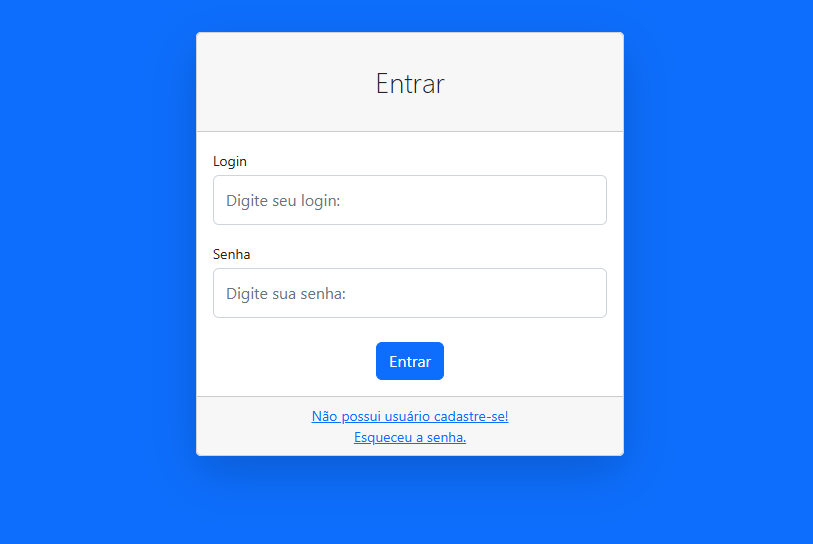 Entrar
Login
Digite seu login:
Senha
Digite sua senha:
Entrar
Não possui usuário cadastre-se!
Esqueceu a senha.